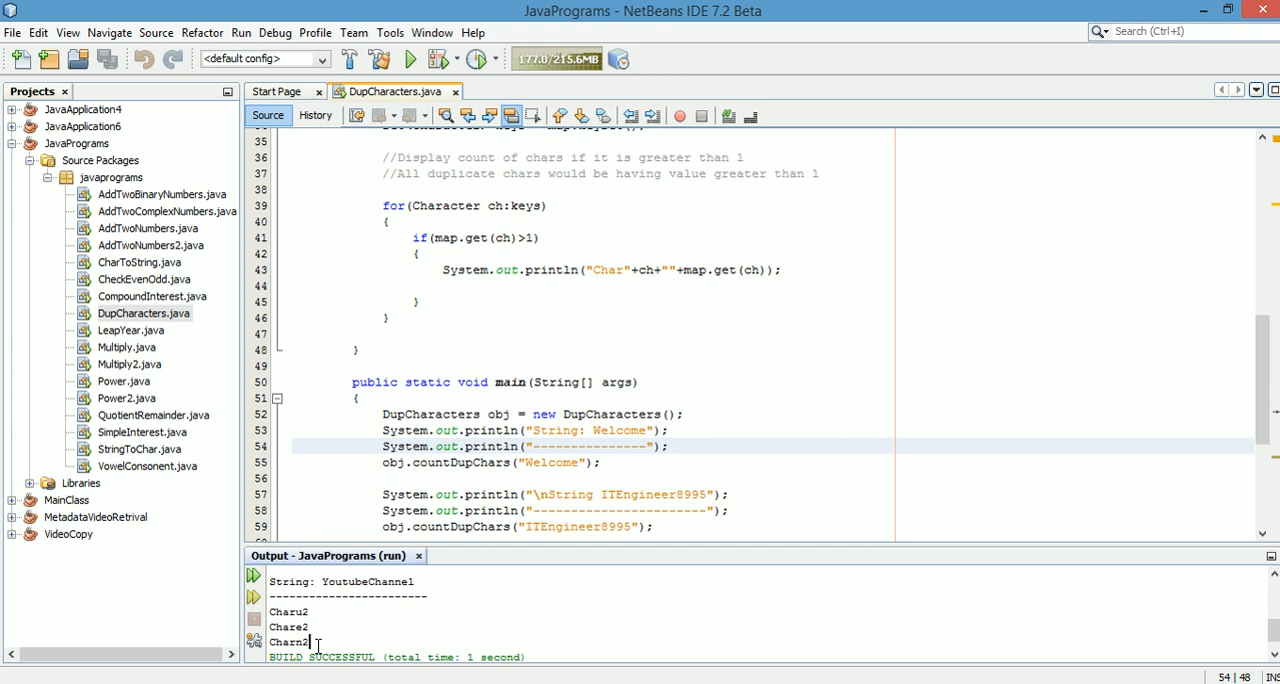 JavaPrograms - NetBeans IDE 7.2 Beta
File Edit View Navigate Source Refactor Run Debug Profile Team Tools Window Help
Search (Ctrl+I)
<default config>
177.0/215.6MB
Projects
Start Page
DupCharacters.java
Source
History
JavaApplication4
JavaApplication6
JavaPrograms
Source Packages
javaprograms
AddTwoBinaryNumbers.java
AddTwoComplexNumbers.java
AddTwoNumbers.java
AddTwoNumbers2.java
CharToString.java
CheckEvenOdd.java
CompoundInterest.java
DupCharacters.java
LeapYear.java
Multiply.java
Multiply2.java
Power.java
Power2.java
QuotientRemainder.java
SimpleInterest.java
StringToChar.java
VowelConsonent.java
Libraries
MainClass
MetadataVideoRetrival
VideoCopy
35
36 //Display count of chars if it is greater than 1
37 //All duplicate chars would be having value greater than 1
38
39 for(Character ch:keys)
40 {
41 if(map.get(ch)>1)
42 {
43 System.out.println("Char"+ch+""+map.get(ch));
44
45 }
46 }
47
48 }
49
50 public static void main(String[] args)
51 {
52 DupCharacters obj = new DupCharacters();
53 System.out.println("String: Welcome");
54 System.out.println("---------------");
55 obj.countDupChars("Welcome");
56
57 System.out.println("\nString ITEngineer8995");
58 System.out.println("-----------------------");
59 obj.countDupChars("ITEngineer8995");
Output - JavaPrograms (run)
String: YoutubeChannel
------------------------
Charu2
Chare2
Charn2
BUILD SUCCESSFUL (total time: 1 second)
54 | 48 INS